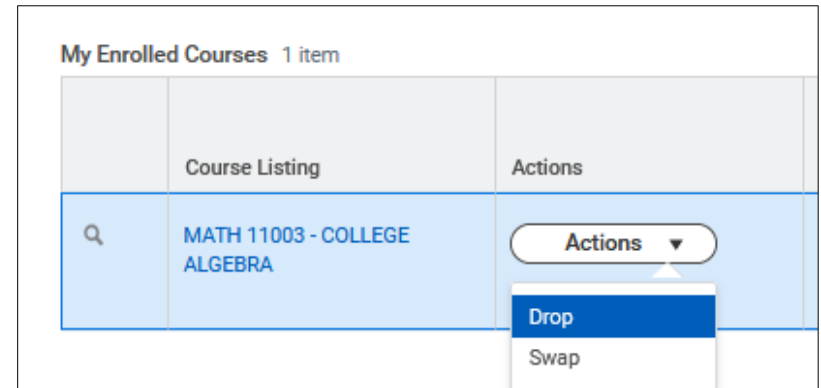 My Enrolled Courses 1 item
Course Listing Actions
MATH 11003 - COLLEGE
ALGEBRA
Actions
Drop
Swap